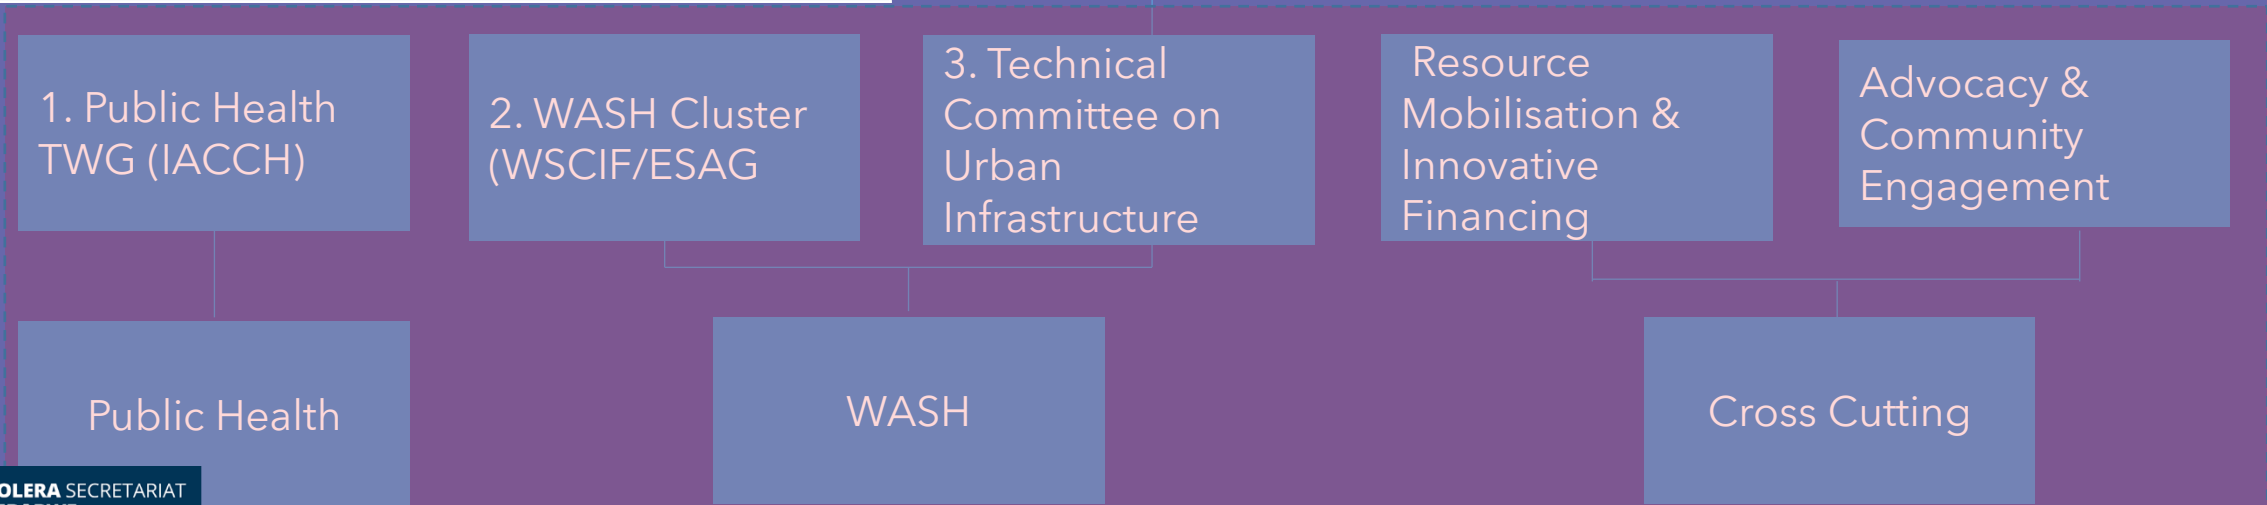 1. Public Health
TWG (IACCH)
2. WASH Cluster
(WSCIF/ESAG
3. Technical
Committee on
Urban
Infrastructure
Resource
Mobilisation &
Innovative
Financing
Advocacy &
Community
Engagement
Public Health
WASH
Cross Cutting
OLERA SECRETARIAT